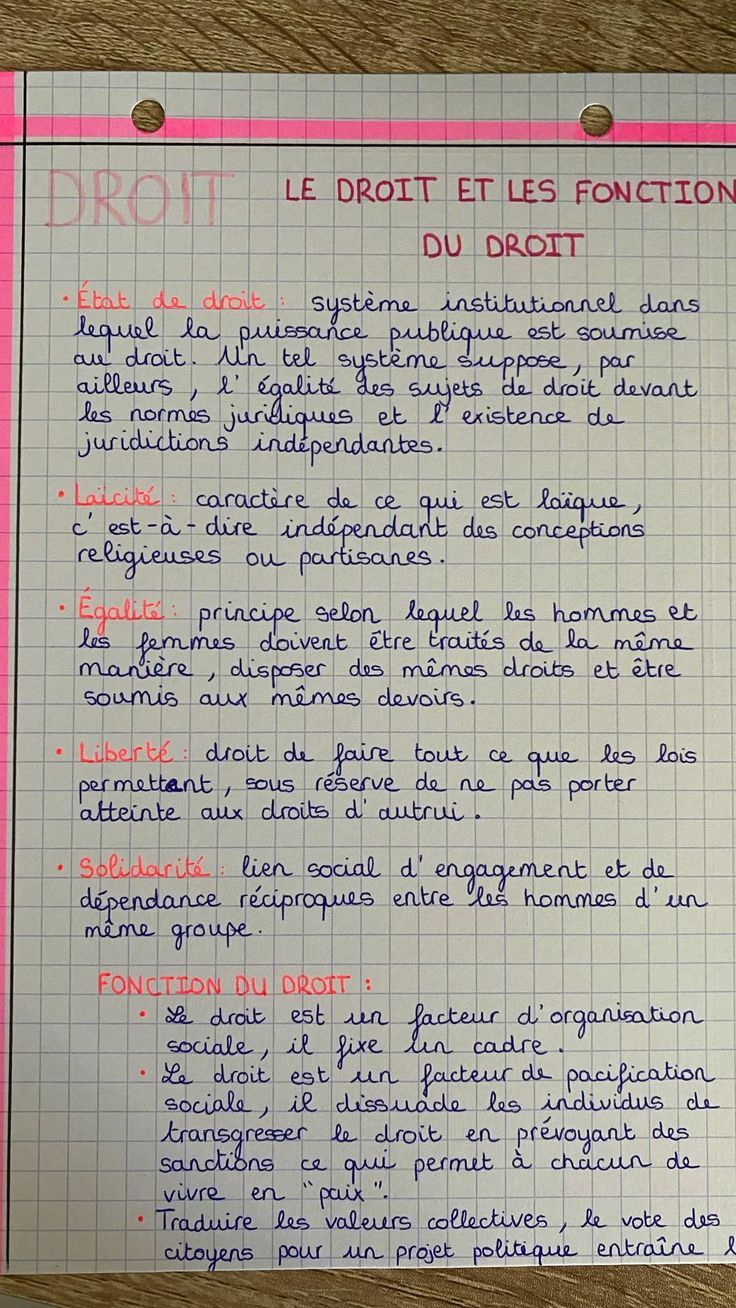 DROIT
LE DROIT ET LES FONCTION
DU DROIT
• État de droit : système institutionnel dans
lequel la puissance publique est soumise
au droit. Un tel système suppose, par
ailleurs, l' égalité des sujets de droit devant
les normes juridiques et l'existence de
juridictions indépendantes.
• Laïcité : caractère de ce qui est laïque,
c' est-à-dire indépendant des conceptions
religieuses ou partisanes.
• Égalité : principe selon lequel les hommes et
les femmes doivent être traités de la même
manière, disposer des mêmes droits et être
soumis aux mêmes devoirs.
• Liberté : droit de faire tout ce que les lois
permettent, sous réserve de ne pas porter
atteinte aux droits d'autrui.
• Solidarité : lien social d'engagement et de
dépendance réciproques entre les hommes d'un
même groupe.
FONCTION DU DROIT :
• Le droit est un facteur d'organisation
sociale, il fixe un cadre.
• Le droit est un facteur de pacification
sociale, il dissuade les individus de
transgresser le droit en prévoyant des
sanctions ce qui permet à chacun de
vivre en "paix".
• Traduire les valeurs collectives, le vote des
citoyens pour un projet politique entraîne